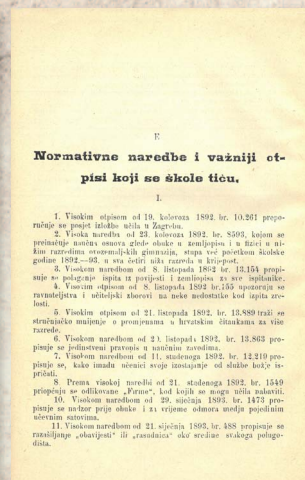 E
Normativne naredbe i važniji ot-
pisi koji se škole tiču.
I.
1. Visokim otpisom od 19. kolovoza 1892. br. 10.261 prepo-
ručuje se posjet izložbe učila u Zagrebu.
2. Visoka naredba od 23. kolovoza 1892. br. 8593, kojom se
preinačuje naučna osnova glede obuke u zemljopisu i u fizici u ni-
žim razredima ovozemaljskih gimnazija, stupa već početkom školske
godine 1892.—93. u sva četiri niža razreda u krijepost.
3. Visokom naredbom od 8. listopada 1892 br. 13.154 propi-
suje se polaganje ispita iz povjesti i zemljopisa za sve ispitanike.
4. Visokim otpisom od 8. listopada 1892 br. 155 upozoruju se
ravnateljstva i učiteljski zborovi na neke nedostatke kod ispita zre-
losti.
5. Visokim otpisom od 21. listopada 1892. br. 13.889 traži se
stručnjačko mnijenje o promjenama u hrvatskim čitankama za više
razrede.
6. Visokom naredbom od listopada 1892. br. 13.863 pro-
pisuje se jedinstveni pravopis u naučnim zavodima.
7. Visokom naredbom od 11. studenoga 1892. br. 12.219 pro-
pisuje se, kako imadu učenici svoje izostajanje od službe božje is-
pričati.
8. Prema visokoj naredbi od 21. studenoga 1892. br. 1549
priopćuju se odlikovane „Firme“, kod kojih se mogu učila nabaviti.
10. Visokom naredbom od 29. siječnja 1893. br. 1473 pro-
pisuje se nadzor prije obuke i za vrijeme odmora medju pojedinim
učevnim satovima.
11. Visokom naredbom od 21. siječnja 1893. br. 488 propisuje se
razašiljanje „obavijesti“ ili „rasudnica“ oko sredine svakoga polugo-
dišta.